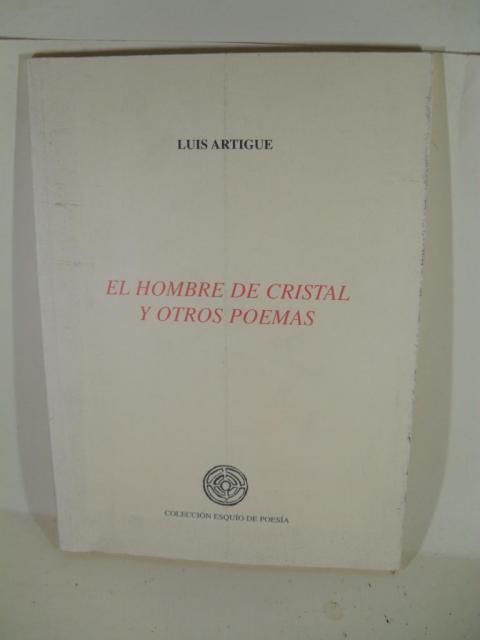 LUIS ARTIGUE
EL HOMBRE DE CRISTAL
Y OTROS POEMAS
COLECCIÓN ESQUÍO DE POESÍA